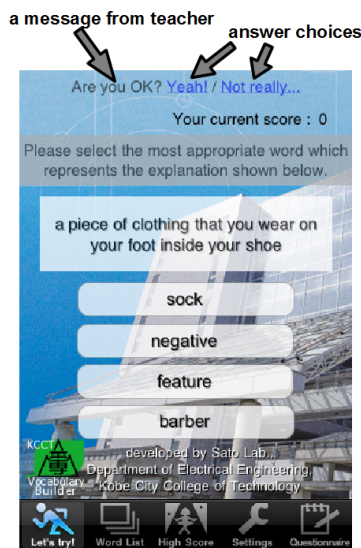 a message from teacher
answer choices
Are you OK? Yeah! / Not really...
Your current score : 0
Please select the most appropriate word which
represents the explanation shown below.
a piece of clothing that you wear on
your foot inside your shoe
sock
negative
feature
barber
KCCT
Vocabulary
Builder
developed by Sato Lab.,
Department of Electrical Engineering,
Kobe City College of Technology
Let's try!
Word List
High Score
Settings
Questionnaire